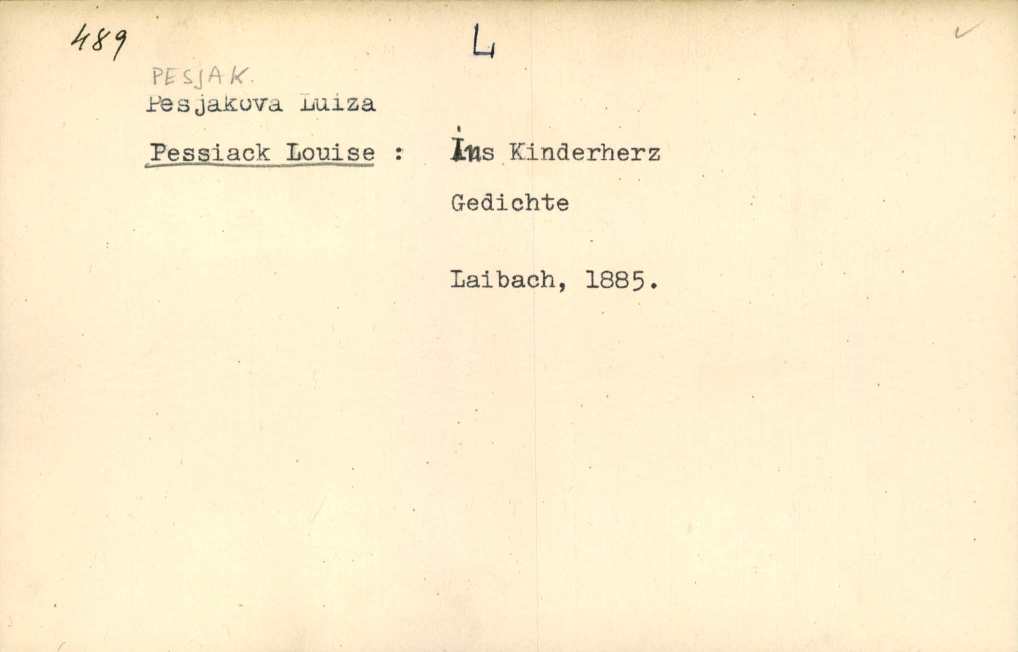 489
L
PESJAK.
Pesjakova Luiza
Pessiack Louise : Ins Kinderherz
Gedichte
Laibach, 1885.